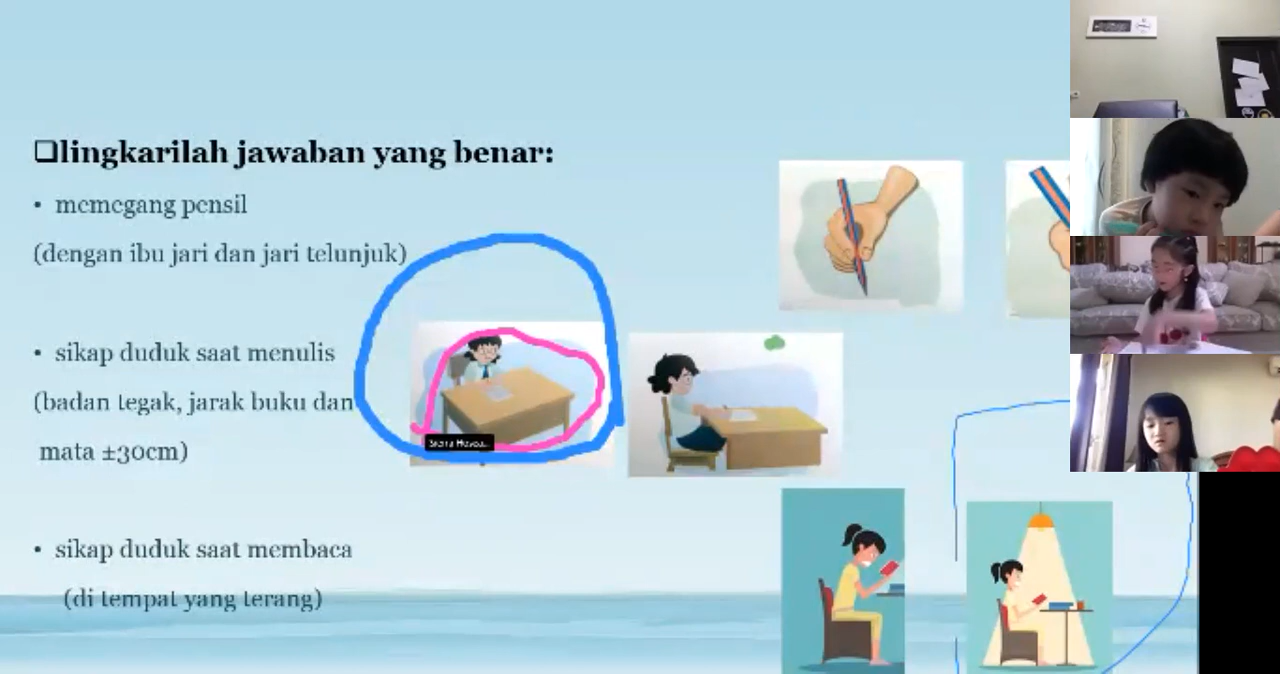 ❑lingkarilah jawaban yang benar:
• memegang pensil
(dengan ibu jari dan jari telunjuk)
• sikap duduk saat menulis
(badan tegak, jarak buku dan
mata ±30cm)
• sikap duduk saat membaca
(di tempat yang terang)